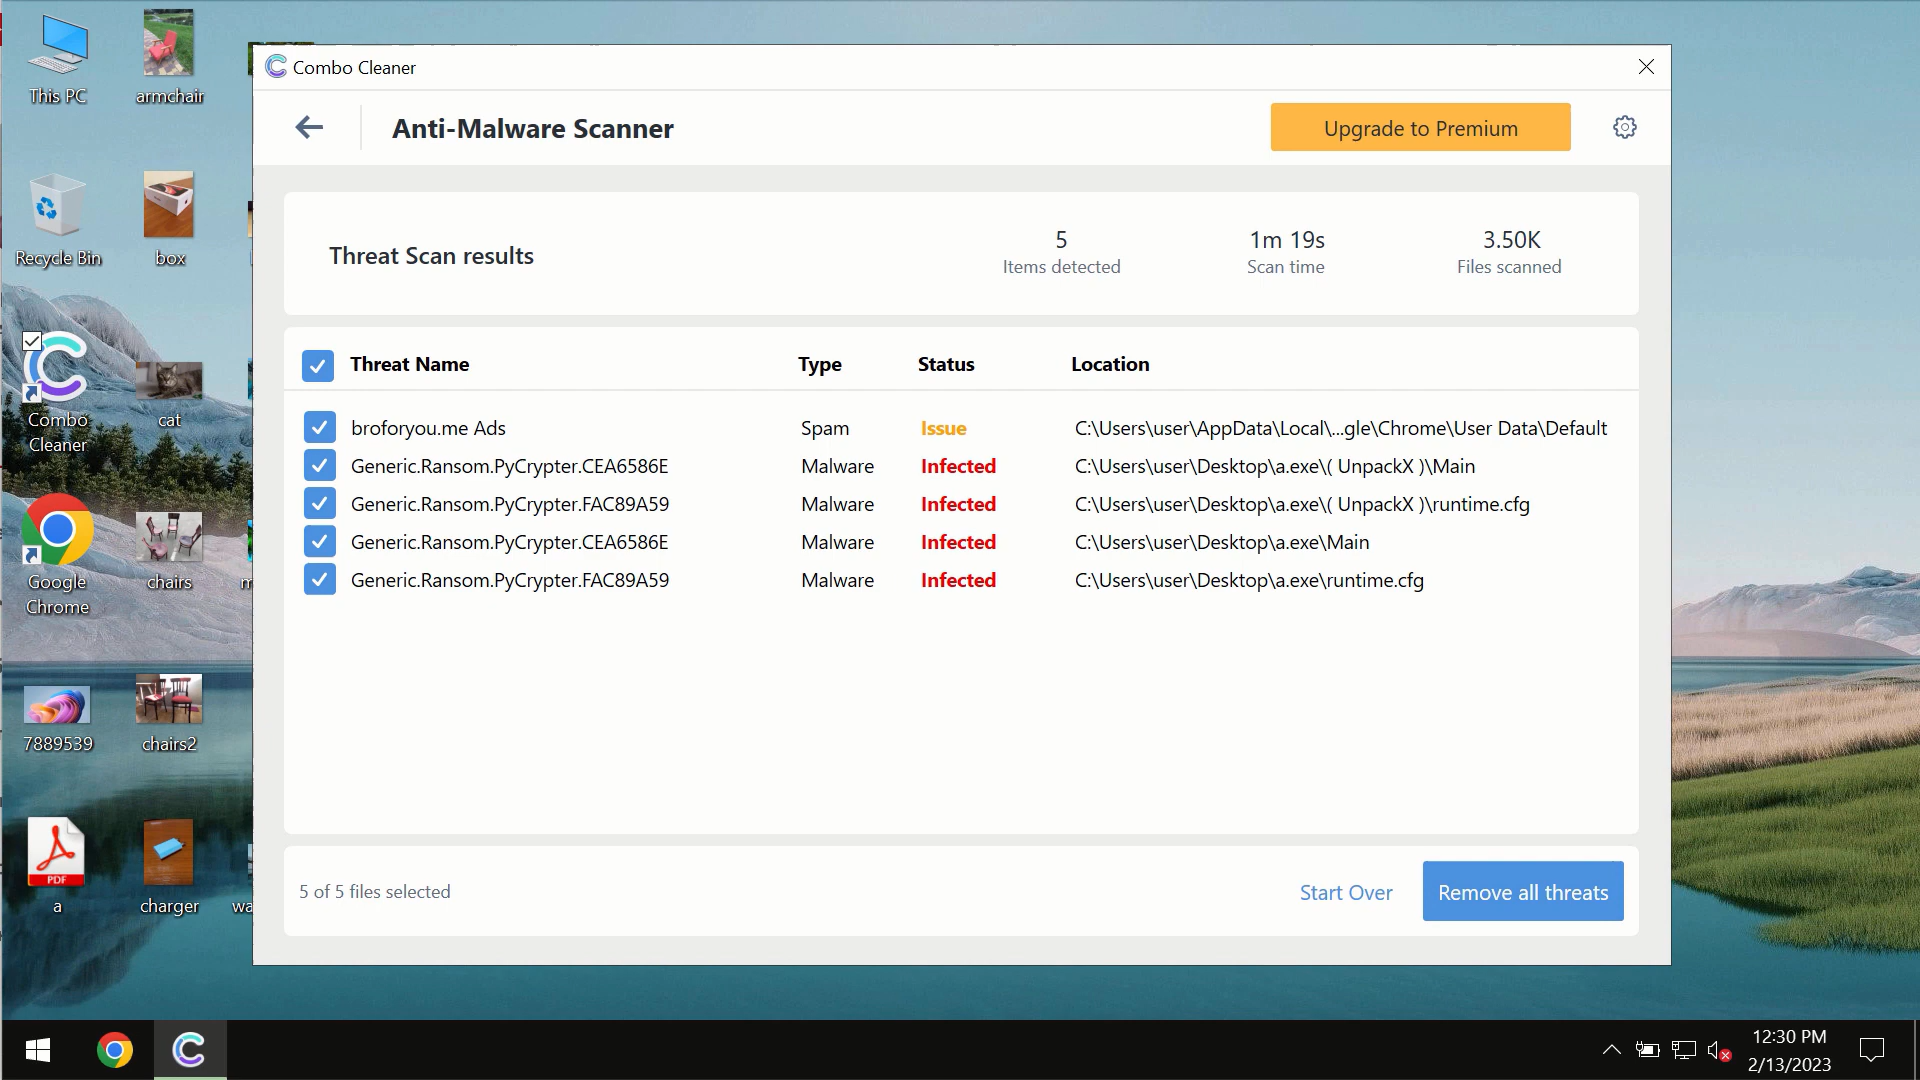 This PC
armchair
Recycle Bin
box
Combo
Cleaner
cat
Google
Chrome
chairs
7889539
chairs2
PDF
a
charger
wa
Combo Cleaner
Anti-Malware Scanner
Upgrade to Premium
Threat Scan results
5
Items detected
1m 19s
Scan time
3.50K
Files scanned
Threat Name Type Status Location
broforyou.me Ads Spam Issue C:\Users\user\AppData\Local\...gle\Chrome\User Data\Default
Generic.Ransom.PyCrypter.CEA6586E Malware Infected C:\Users\user\Desktop\a.exe\( UnpackX )\Main
Generic.Ransom.PyCrypter.FAC89A59 Malware Infected C:\Users\user\Desktop\a.exe\( UnpackX )\runtime.cfg
Generic.Ransom.PyCrypter.CEA6586E Malware Infected C:\Users\user\Desktop\a.exe\Main
Generic.Ransom.PyCrypter.FAC89A59 Malware Infected C:\Users\user\Desktop\a.exe\runtime.cfg
5 of 5 files selected
Start Over
Remove all threats
12:30 PM
2/13/2023